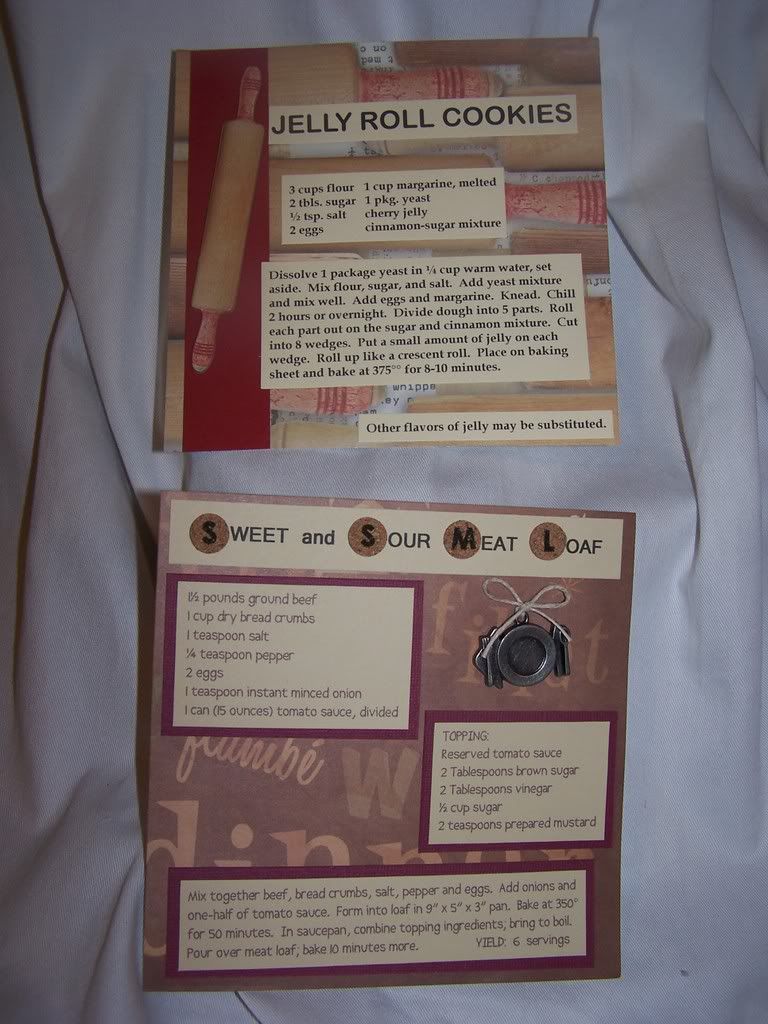 JELLY ROLL COOKIES
3 cups flour 1 cup margarine, melted
2 tbls. sugar 1 pkg. yeast
½ tsp. salt cherry jelly
2 eggs cinnamon-sugar mixture
Dissolve 1 package yeast in ¼ cup warm water, set
aside. Mix flour, sugar, and salt. Add yeast mixture
and mix well. Add eggs and margarine. Knead. Chill
2 hours or overnight. Divide dough into 5 parts. Roll
each part out on the sugar and cinnamon mixture. Cut
into 8 wedges. Put a small amount of jelly on each
wedge. Roll up like a crescent roll. Place on baking
sheet and bake at 375°° for 8-10 minutes.
whippe
Other flavors of jelly may be substituted.
SWEET and SOUR MEAT LOAF
1½ pounds ground beef
1 cup dry bread crumbs
1 teaspoon salt
¼ teaspoon pepper
2 eggs
1 teaspoon instant minced onion
1 can (15 ounces) tomato sauce, divided
TOPPING:
Reserved tomato sauce
2 Tablespoons brown sugar
2 Tablespoons vinegar
½ cup sugar
2 teaspoons prepared mustard
flambé
dinner
Mix together beef, bread crumbs, salt, pepper and eggs. Add onions and
one-half of tomato sauce. Form into loaf in 9" x 5" x 3" pan. Bake at 350°
for 50 minutes. In saucepan, combine topping ingredients; bring to boil.
Pour over meat loaf; bake 10 minutes more. YIELD: 6 servings